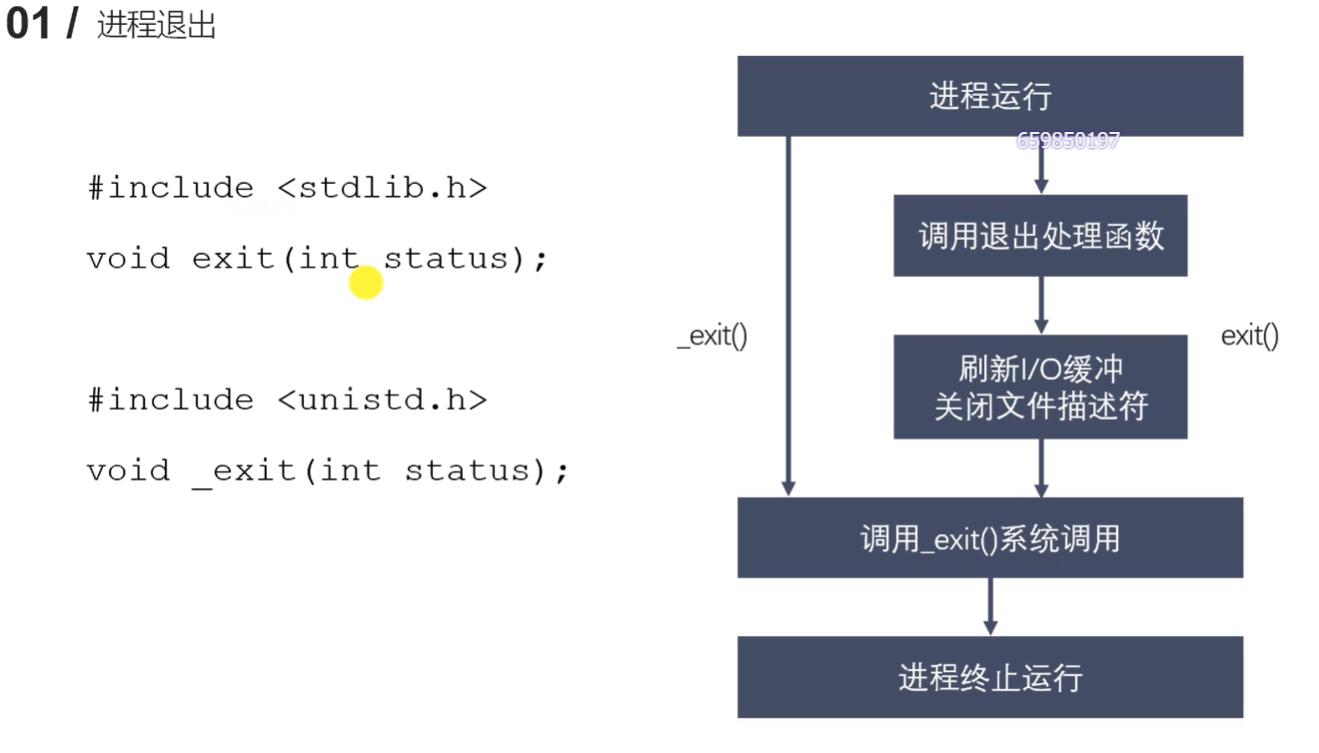 01 / 进程退出
#include <stdlib.h>
void exit(int status);
#include <unistd.h>
void _exit(int status);
进程运行
659850197
调用退出处理函数
_exit()
exit()
刷新I/O缓冲
关闭文件描述符
调用_exit()系统调用
进程终止运行